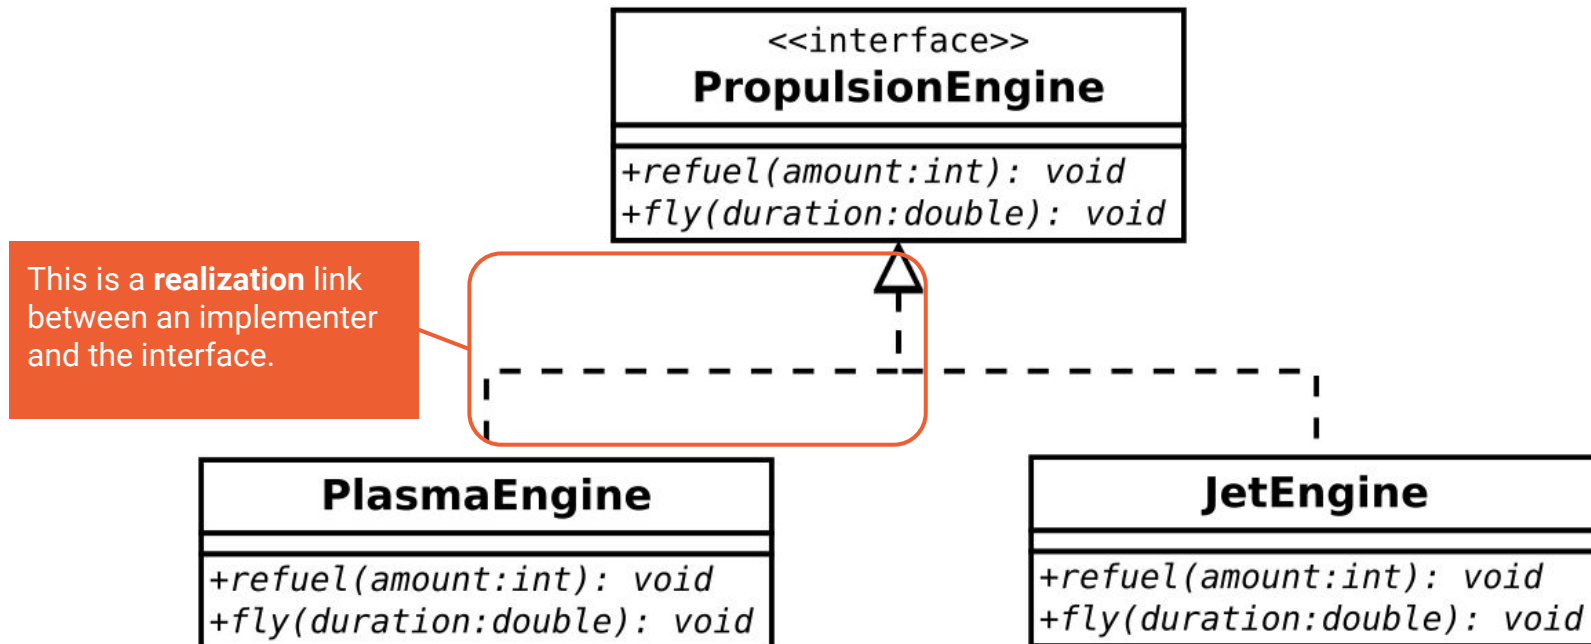 <<interface>>
PropulsionEngine
+refuel(amount:int): void
+fly(duration:double): void
This is a realization link
between an implementer
and the interface.
PlasmaEngine
+refuel(amount:int): void
+fly(duration:double): void
JetEngine
+refuel(amount:int): void
+fly(duration:double): void